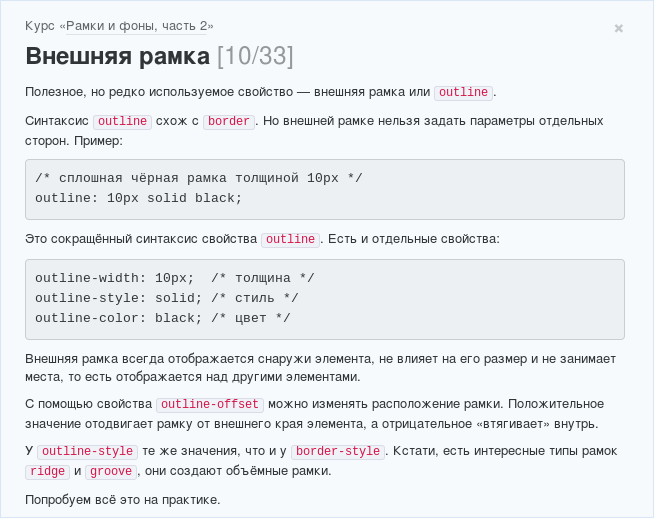 Курс «Рамки и фоны, часть 2»
×
Внешняя рамка [10/33]
Полезное, но редко используемое свойство — внешняя рамка или outline.
Синтаксис outline схож с border. Но внешней рамке нельзя задать параметры отдельных
сторон. Пример:
/* сплошная чёрная рамка толщиной 10px */
outline: 10px solid black;
Это сокращённый синтаксис свойства outline. Есть и отдельные свойства:
outline-width: 10px;  /* толщина */
outline-style: solid; /* стиль */
outline-color: black; /* цвет */
Внешняя рамка всегда отображается снаружи элемента, не влияет на его размер и не занимает
места, то есть отображается над другими элементами.
С помощью свойства outline-offset можно изменять расположение рамки. Положительное
значение отодвигает рамку от внешнего края элемента, а отрицательное «втягивает» внутрь.
У outline-style те же значения, что и у border-style. Кстати, есть интересные типы рамок
ridge и groove, они создают объёмные рамки.
Попробуем всё это на практике.